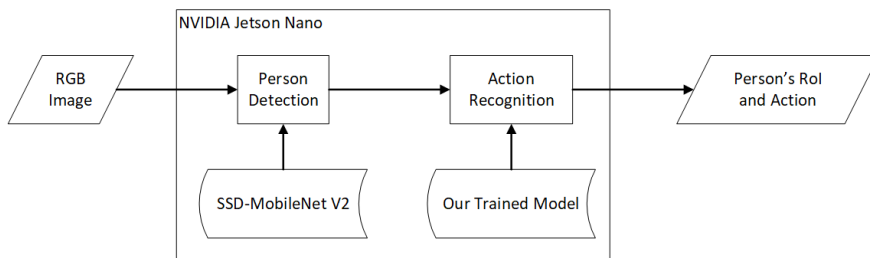 NVIDIA Jetson Nano
RGB
Image
Person
Detection
Action
Recognition
Person's RoI
and Action
SSD-MobileNet V2
Our Trained Model